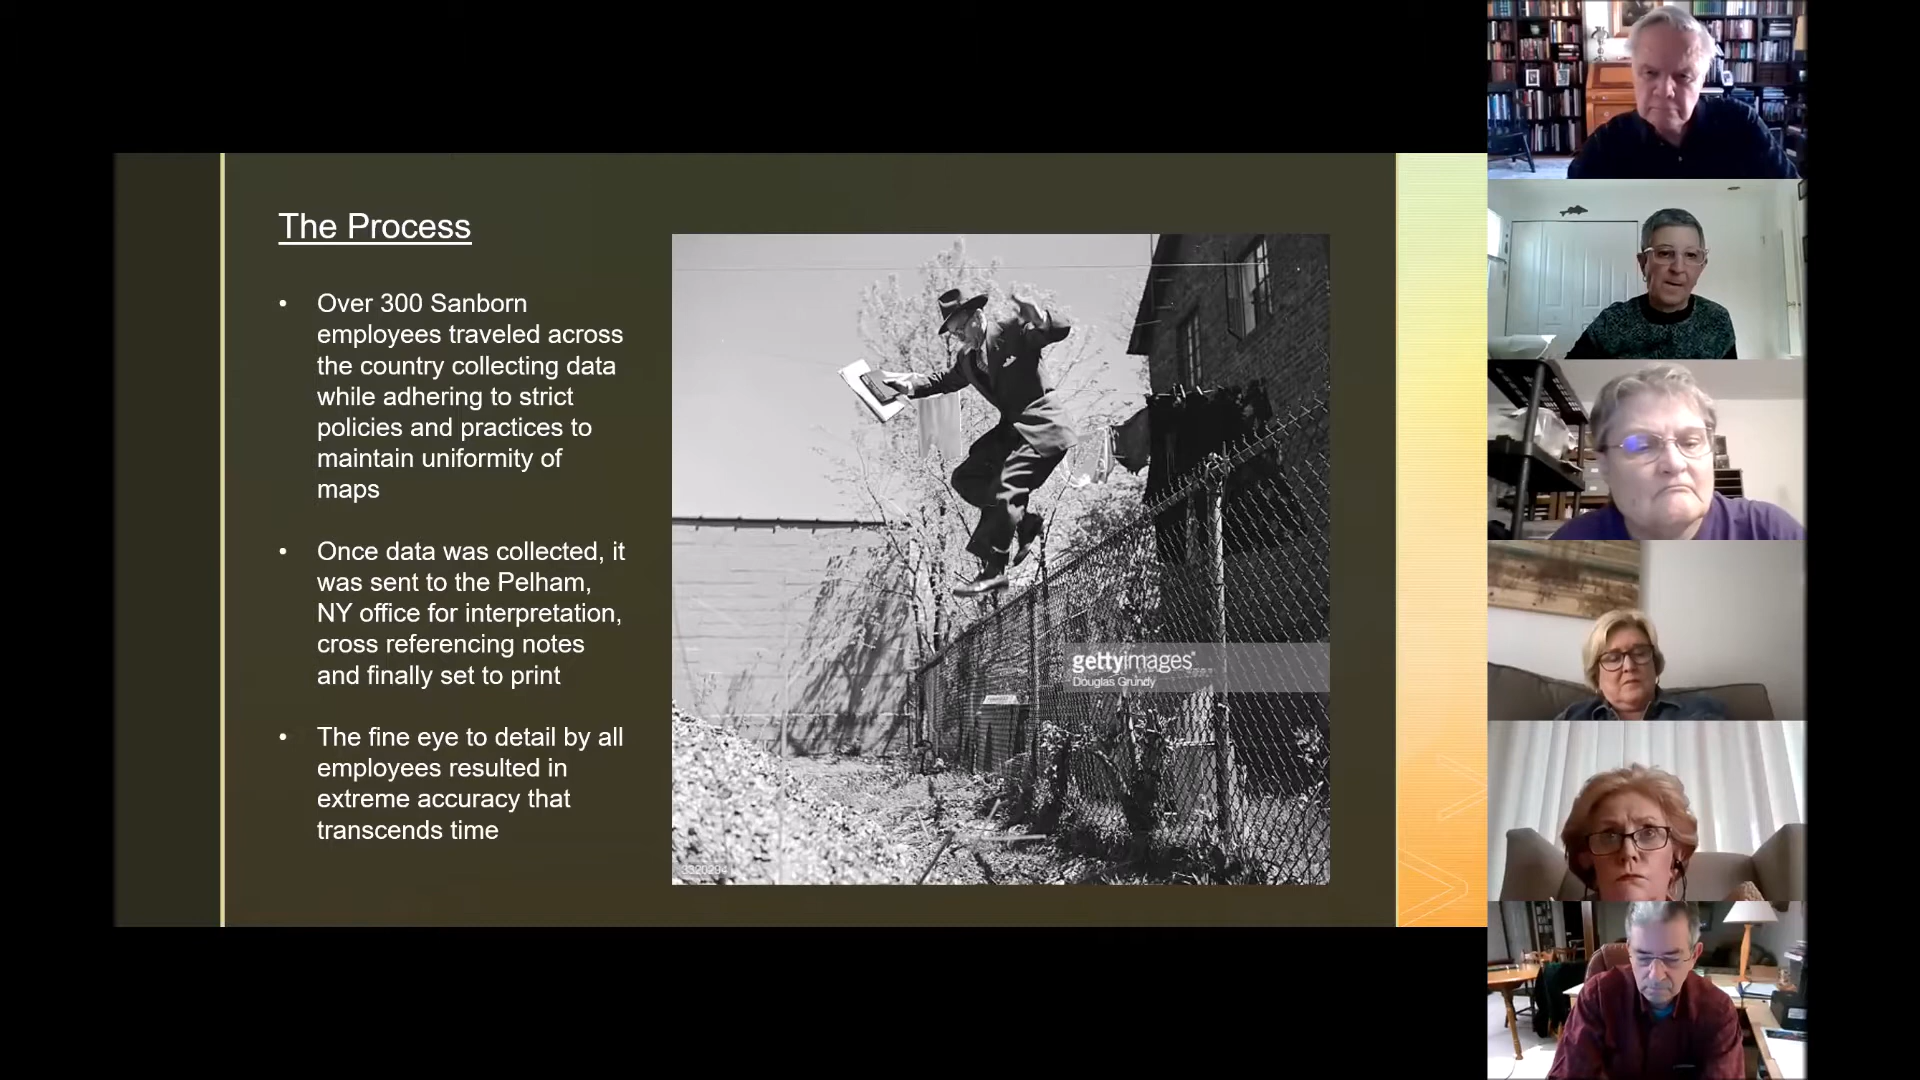 The Process
• Over 300 Sanborn
employees traveled across
the country collecting data
while adhering to strict
policies and practices to
maintain uniformity of
maps
• Once data was collected, it
was sent to the Pelham,
NY office for interpretation,
cross referencing notes
and finally set to print
• The fine eye to detail by all
employees resulted in
extreme accuracy that
transcends time
gettyimages®
Douglas Grundy
3320294